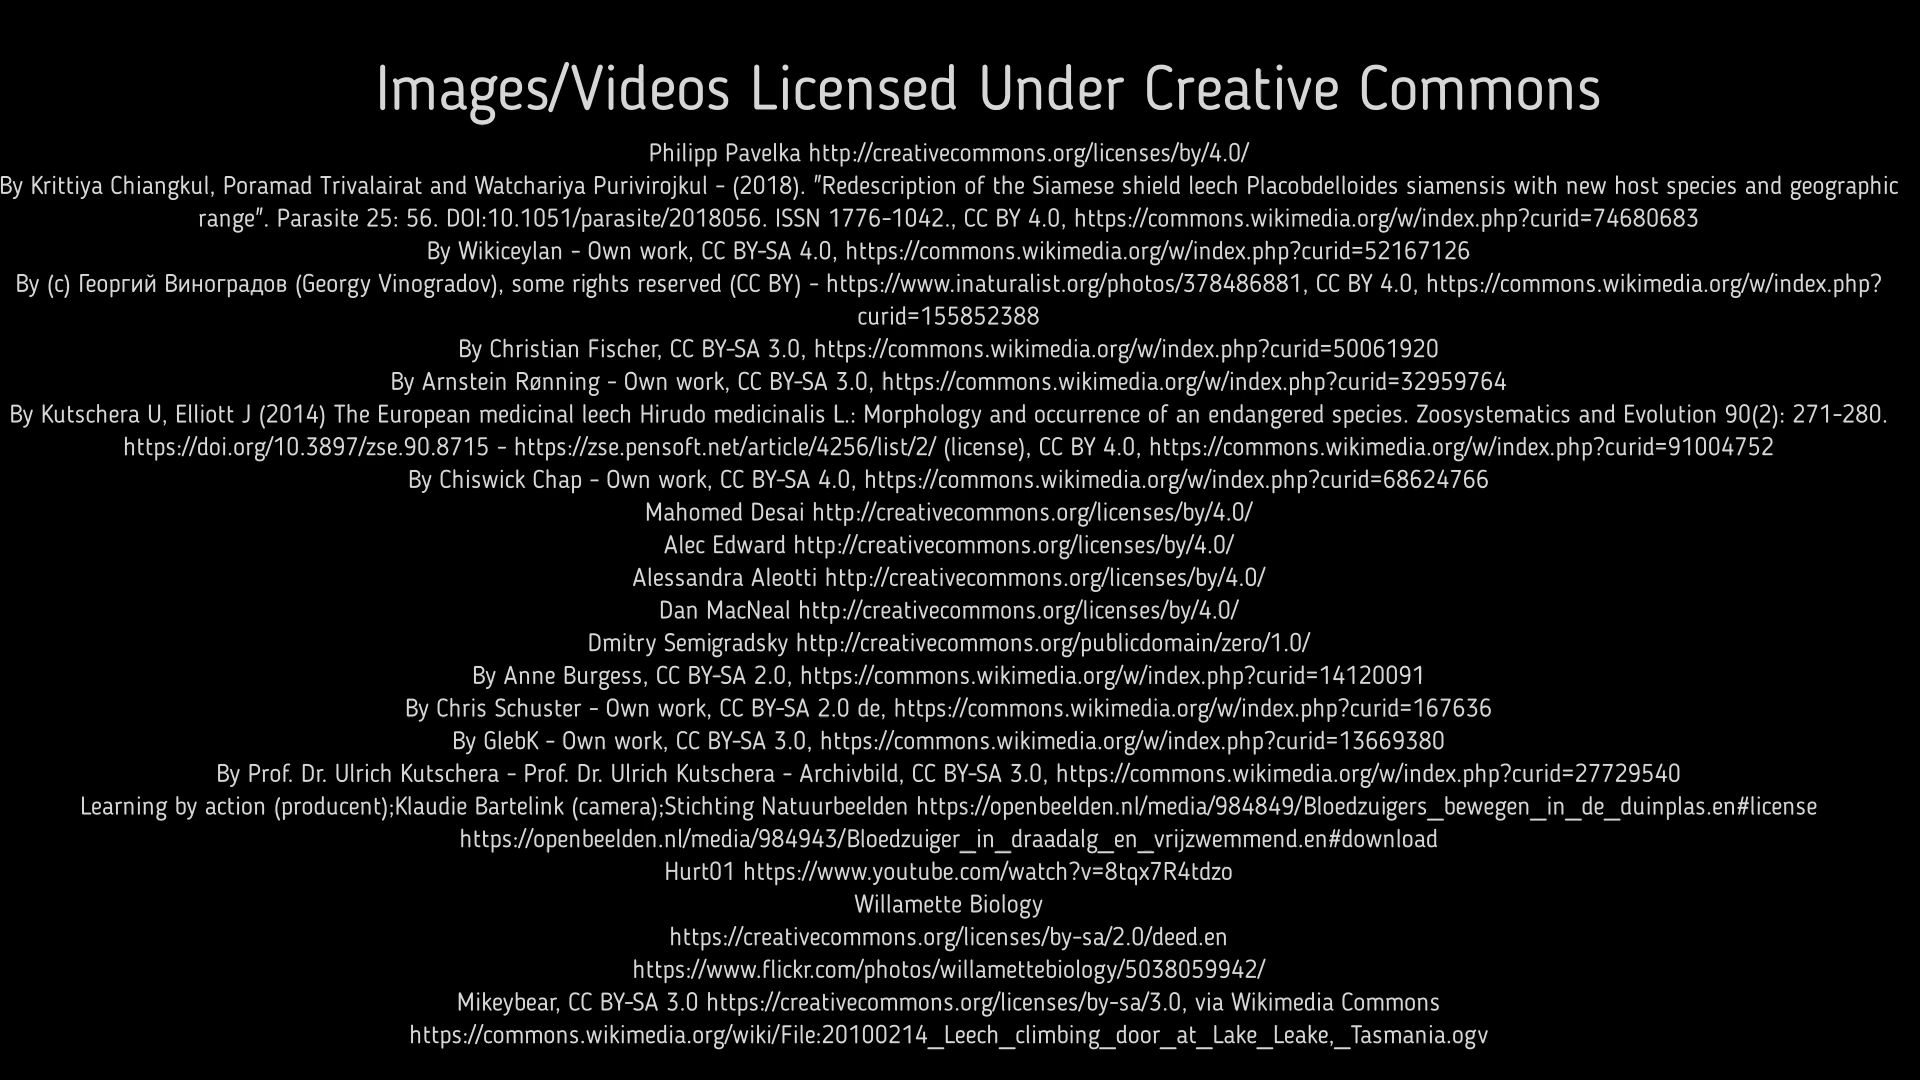 Images/Videos Licensed Under Creative Commons
Philipp Pavelka http://creativecommons.org/licenses/by/4.0/
By Krittiya Chiangkul, Poramad Trivalairat and Watchariya Purivirojkul - (2018). "Redescription of the Siamese shield leech Placobdelloides siamensis with new host species and geographic
range". Parasite 25: 56. DOI:10.1051/parasite/2018056. ISSN 1776-1042., CC BY 4.0, https://commons.wikimedia.org/w/index.php?curid=74680683
By Wikiceylan - Own work, CC BY-SA 4.0, https://commons.wikimedia.org/w/index.php?curid=52167126
By (c) Георгий Виноградов (Georgy Vinogradov), some rights reserved (CC BY) - https://www.inaturalist.org/photos/378486881, CC BY 4.0, https://commons.wikimedia.org/w/index.php?
curid=155852388
By Christian Fischer, CC BY-SA 3.0, https://commons.wikimedia.org/w/index.php?curid=50061920
By Arnstein Rønning - Own work, CC BY-SA 3.0, https://commons.wikimedia.org/w/index.php?curid=32959764
By Kutschera U, Elliott J (2014) The European medicinal leech Hirudo medicinalis L.: Morphology and occurrence of an endangered species. Zoosystematics and Evolution 90(2): 271-280.
https://doi.org/10.3897/zse.90.8715 - https://zse.pensoft.net/article/4256/list/2/ (license), CC BY 4.0, https://commons.wikimedia.org/w/index.php?curid=91004752
By Chiswick Chap - Own work, CC BY-SA 4.0, https://commons.wikimedia.org/w/index.php?curid=68624766
Mahomed Desai http://creativecommons.org/licenses/by/4.0/
Alec Edward http://creativecommons.org/licenses/by/4.0/
Alessandra Aleotti http://creativecommons.org/licenses/by/4.0/
Dan MacNeal http://creativecommons.org/licenses/by/4.0/
Dmitry Semigradsky http://creativecommons.org/publicdomain/zero/1.0/
By Anne Burgess, CC BY-SA 2.0, https://commons.wikimedia.org/w/index.php?curid=14120091
By Chris Schuster - Own work, CC BY-SA 2.0 de, https://commons.wikimedia.org/w/index.php?curid=167636
By GlebK - Own work, CC BY-SA 3.0, https://commons.wikimedia.org/w/index.php?curid=13669380
By Prof. Dr. Ulrich Kutschera - Prof. Dr. Ulrich Kutschera - Archivbild, CC BY-SA 3.0, https://commons.wikimedia.org/w/index.php?curid=27729540
Learning by action (producent);Klaudie Bartelink (camera);Stichting Natuurbeelden https://openbeelden.nl/media/984849/Bloedzuigers_bewegen_in_de_duinplas.en#license
https://openbeelden.nl/media/984943/Bloedzuiger_in_draadalg_en_vrijzwemmend.en#download
Hurt01 https://www.youtube.com/watch?v=8tqx7R4tdzo
Willamette Biology
https://creativecommons.org/licenses/by-sa/2.0/deed.en
https://www.flickr.com/photos/willamettebiology/5038059942/
Mikeybear, CC BY-SA 3.0 https://creativecommons.org/licenses/by-sa/3.0, via Wikimedia Commons
https://commons.wikimedia.org/wiki/File:20100214_Leech_climbing_door_at_Lake_Leake,_Tasmania.ogv